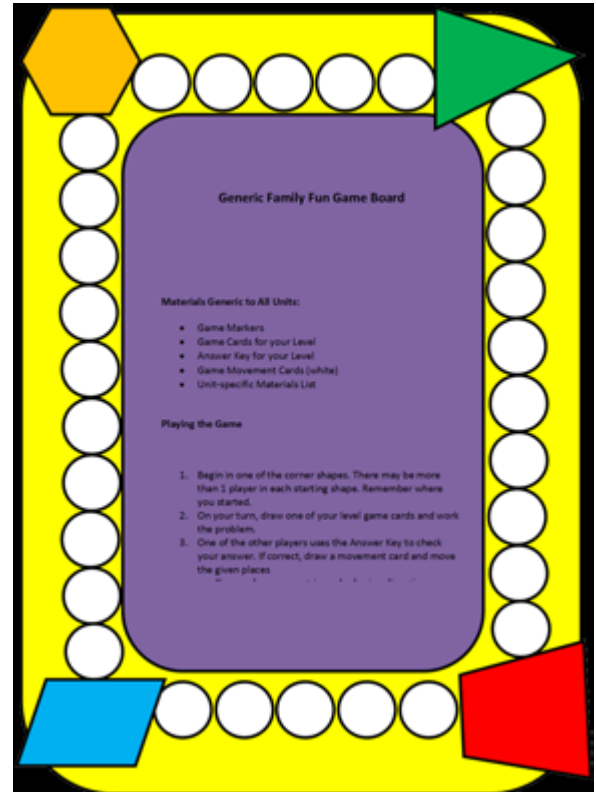 Generic Family Fun Game Board
Materials Generic to All Units:
• Game Markers
• Game Cards for your Level
• Answer Key for your Level
• Game Movement Cards (white)
• Unit-specific Materials List
Playing the Game
1. Begin in one of the corner shapes. There may be more
than 1 player in each starting shape. Remember where
you started.
2. On your turn, draw one of your level game cards and work
the problem.
3. One of the other players uses the Answer Key to check
your answer. If correct, draw a movement card and move
the given places